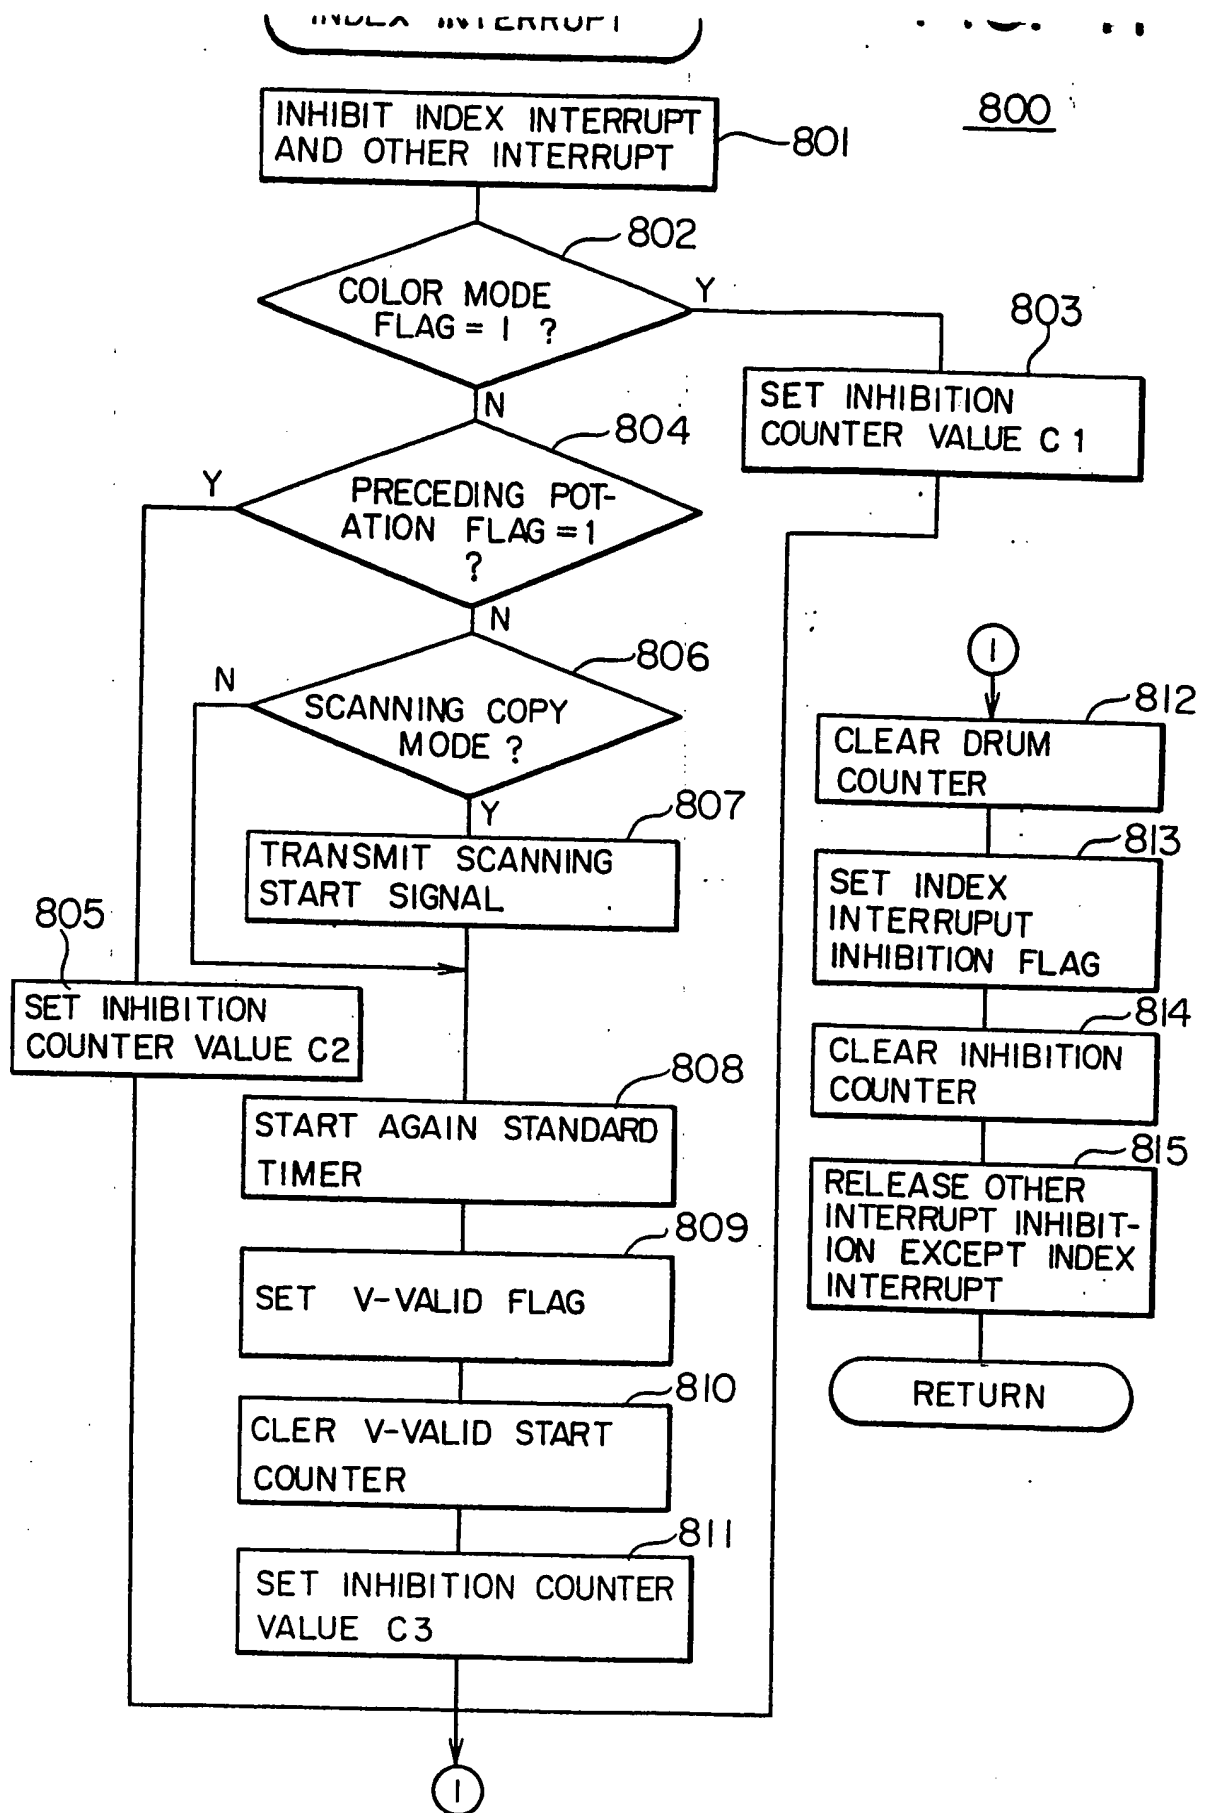 INDEX INTERRUPT
800
INHIBIT INDEX INTERRUPT
AND OTHER INTERRUPT
801
802
COLOR MODE
FLAG = 1 ?
Y
N
803
SET INHIBITION
COUNTER VALUE C 1
804
PRECEDING POT-
ATION FLAG = 1
?
Y
N
806
SCANNING COPY
MODE ?
N
Y
807
TRANSMIT SCANNING
START SIGNAL
805
SET INHIBITION
COUNTER VALUE C2
808
START AGAIN STANDARD
TIMER
809
SET V-VALID FLAG
810
CLER V-VALID START
COUNTER
811
SET INHIBITION COUNTER
VALUE C3
1
1
812
CLEAR DRUM
COUNTER
813
SET INDEX
INTERRUPUT
INHIBITION FLAG
814
CLEAR INHIBITION
COUNTER
815
RELEASE OTHER
INTERRUPT INHIBIT-
ION EXCEPT INDEX
INTERRUPT
RETURN